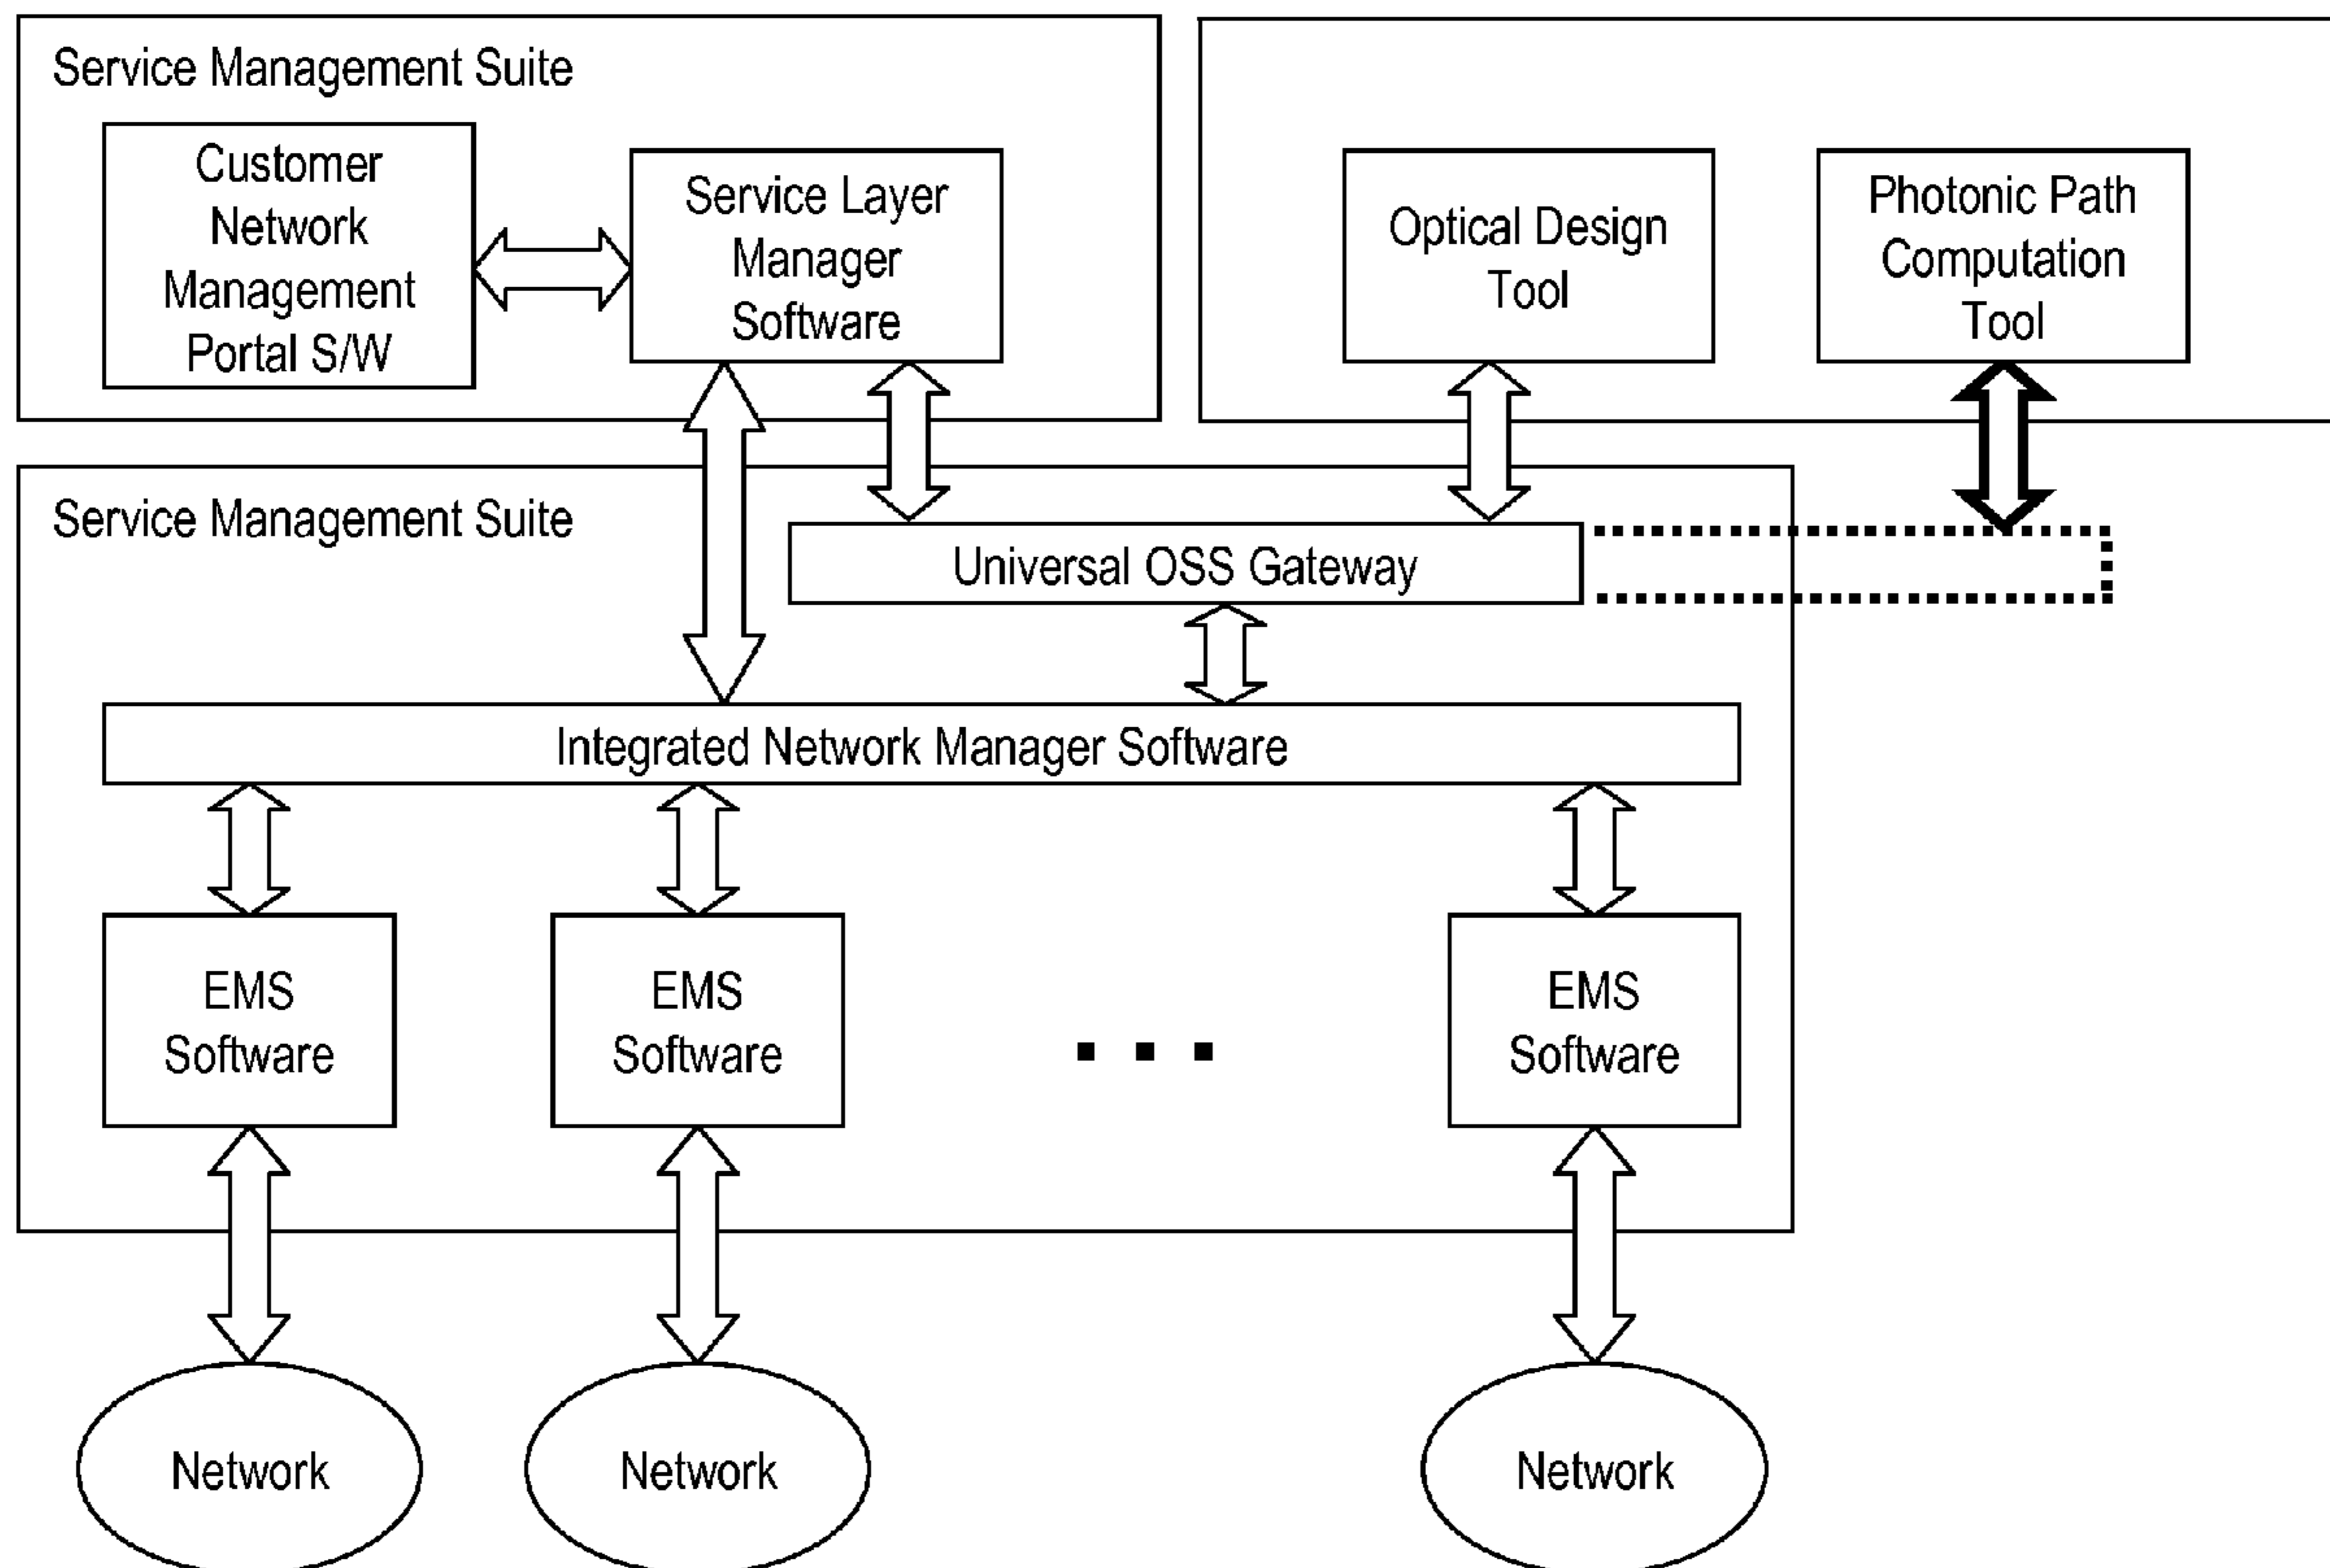 Service Management Suite
Customer
Network
Management
Portal S/W
Service Layer
Manager
Software
Optical Design
Tool
Photonic Path
Computation
Tool
Service Management Suite
Universal OSS Gateway
Integrated Network Manager Software
EMS
Software
EMS
Software
EMS
Software
Network
Network
Network